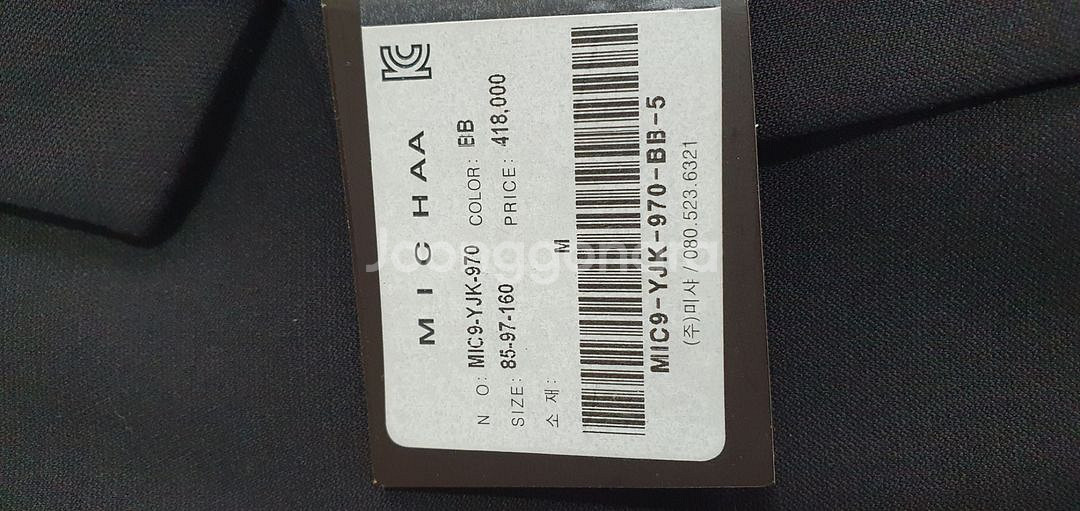 KC
MICHAA
N O: MIC9-YJK-970 COLOR: BB
SIZE: 85-97-160 PRICE: 418,000
소 재:
M
MIC9-YJK-970-BB-5
(주)미샤 / 080.523.6321
Joonggonara